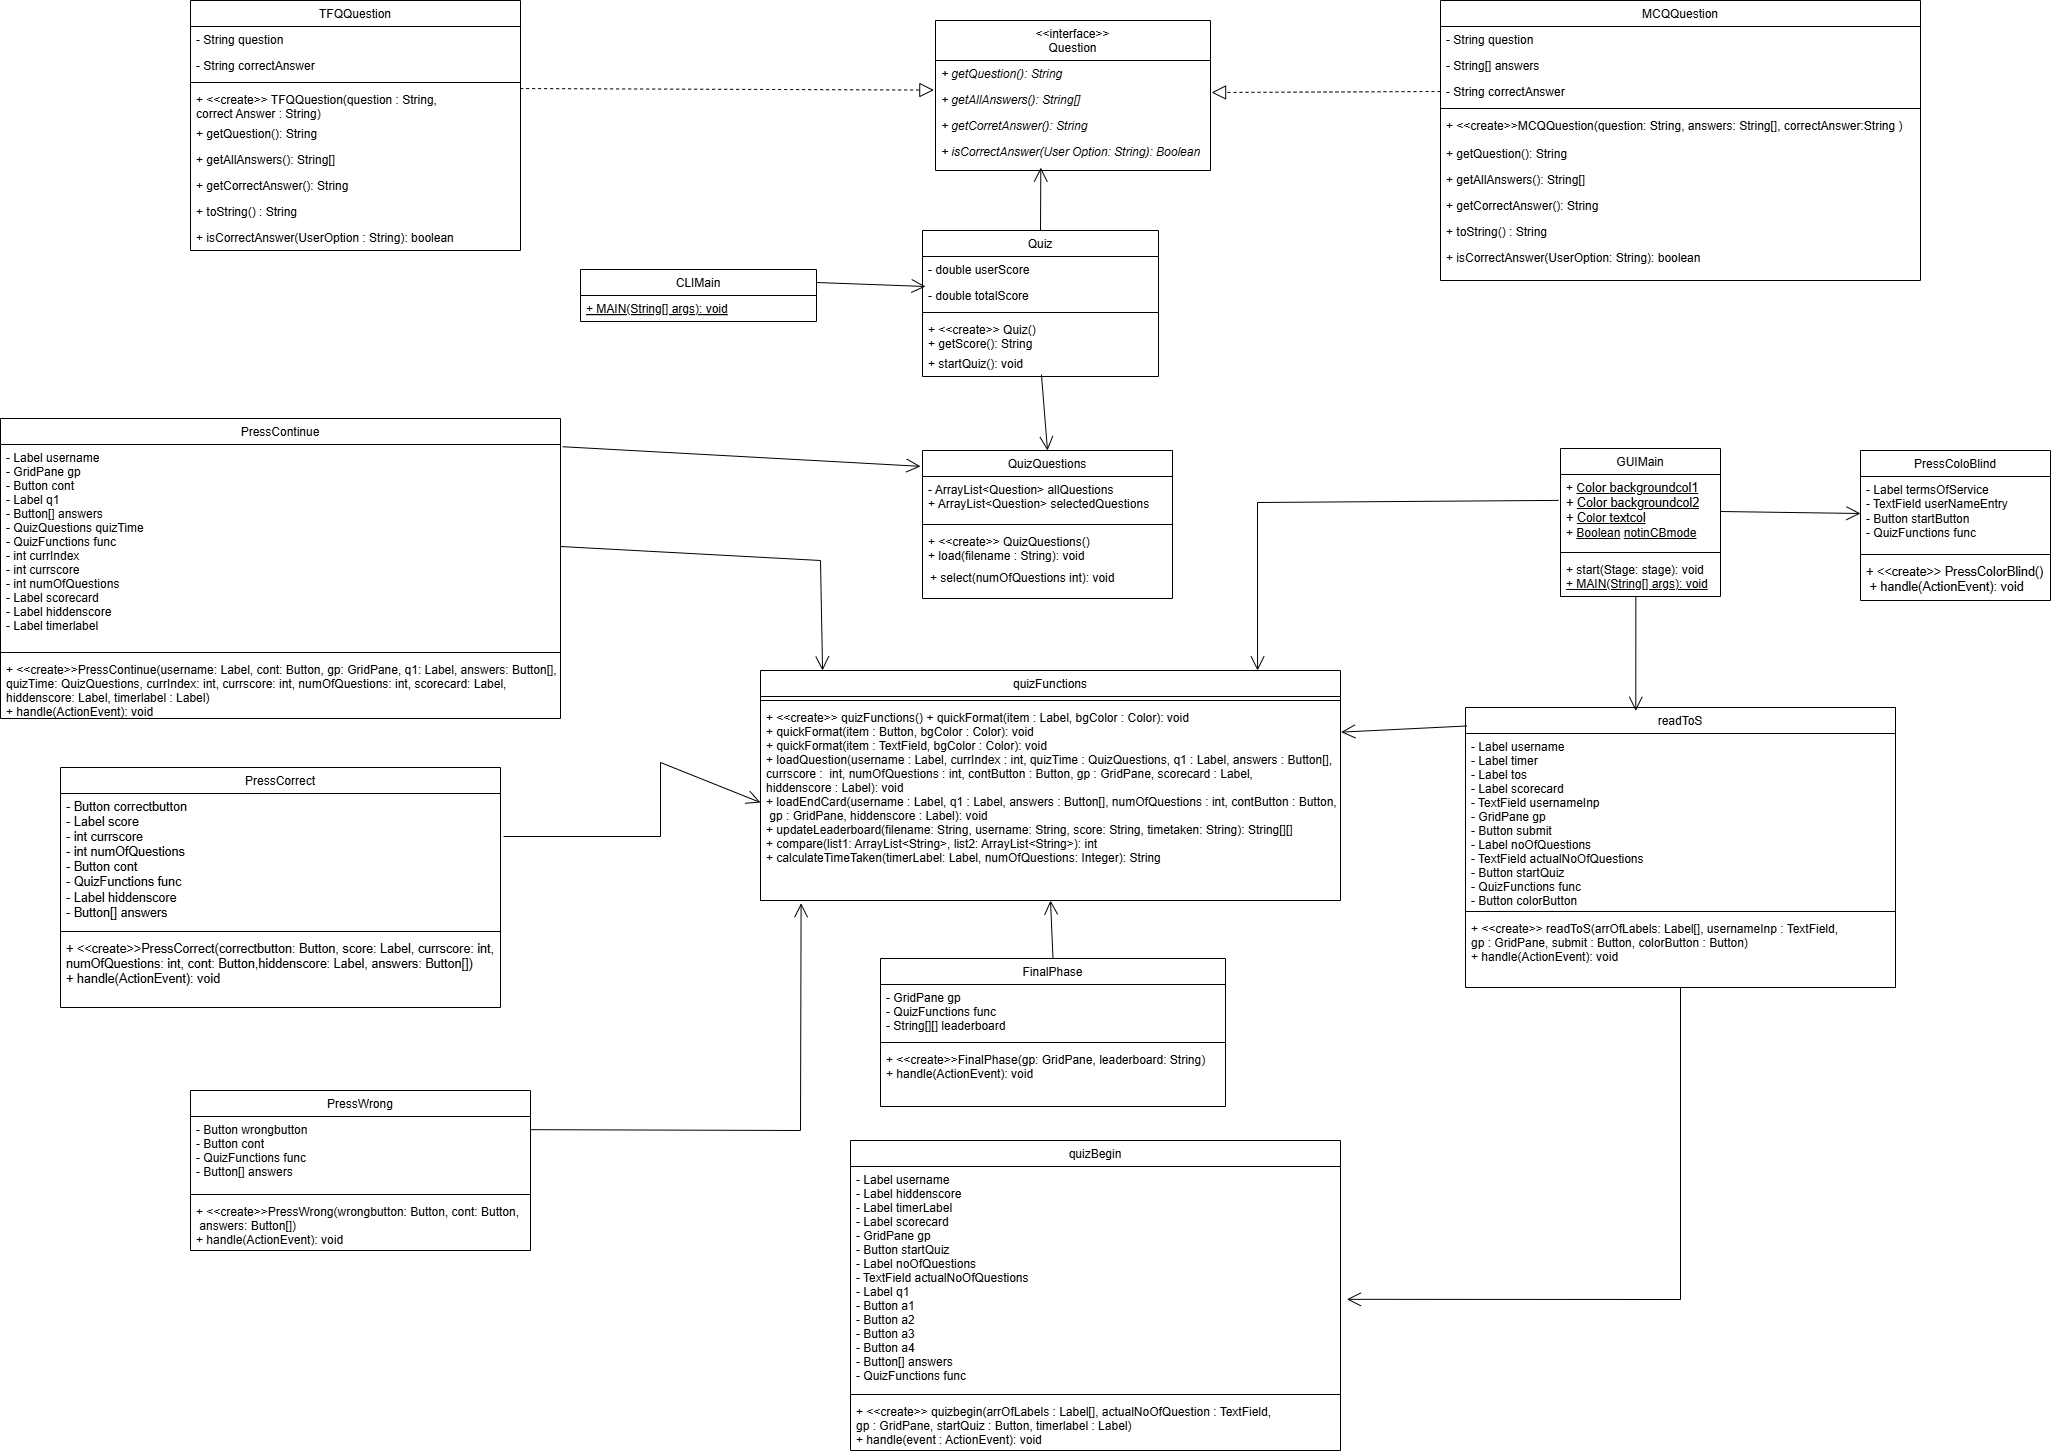 TFQQuestion
- String question
- String correctAnswer
+ <<create>> TFQQuestion(question : String,
correct Answer : String)
+ getQuestion(): String
+ getAllAnswers(): String[]
+ getCorrectAnswer(): String
+ toString() : String
+ isCorrectAnswer(UserOption : String): boolean
<<interface>>
Question
+ getQuestion(): String
+ getAllAnswers(): String[]
+ getCorretAnswer(): String
+ isCorrectAnswer(User Option: String): Boolean
MCQQuestion
- String question
- String[] answers
- String correctAnswer
+ <<create>>MCQQuestion(question: String, answers: String[], correctAnswer:String )
+ getQuestion(): String
+ getAllAnswers(): String[]
+ getCorrectAnswer(): String
+ toString() : String
+ isCorrectAnswer(UserOption: String): boolean
Quiz
- double userScore
- double totalScore
+ <<create>> Quiz()
+ getScore(): String
+ startQuiz(): void
CLIMain
+ MAIN(String[] args): void
PressContinue
- Label username
- GridPane gp
- Button cont
- Label q1
- Button[] answers
- QuizQuestions quizTime
- QuizFunctions func
- int currIndex
- int currscore
- int numOfQuestions
- Label scorecard
- Label hiddenscore
- Label timerlabel
+ <<create>>PressContinue(username: Label, cont: Button, gp: GridPane, q1: Label, answers: Button[],
quizTime: QuizQuestions, currIndex: int, currscore: int, numOfQuestions: int, scorecard: Label,
hiddenscore: Label, timerlabel : Label)
+ handle(ActionEvent): void
QuizQuestions
- ArrayList<Question> allQuestions
- ArrayList<Question> selectedQuestions
+ <<create>> QuizQuestions()
+ load(filename : String): void
+ select(numOfQuestions int): void
GUIMain
+ Color backgroundcol1
+ Color backgroundcol2
+ Color textcol
+ Boolean notinCBmode
+ start(Stage: stage): void
+ MAIN(String[] args): void
PressColoBlind
- Label termsOfService
- TextField userNameEntry
- Button startButton
- QuizFunctions func
+ <<create>> PressColorBlind()
+ handle(ActionEvent): void
quizFunctions
+ <<create>> quizFunctions() + quickFormat(item : Label, bgColor : Color): void
+ quickFormat(item : Button, bgColor : Color): void
+ quickFormat(item : TextField, bgColor : Color): void
+ loadQuestion(username : Label, currIndex : int, quizTime : QuizQuestions, q1 : Label, answers : Button[],
currscore :  int, numOfQuestions : int, contButton : Button, gp : GridPane, scorecard : Label,
hiddenscore : Label): void
+ loadEndCard(username : Label, q1 : Label, answers : Button[], numOfQuestions : int, contButton : Button,
gp : GridPane, hiddenscore : Label): void
+ updateLeaderboard(filename: String, username: String, score: String, timetaken: String): String[][]
+ compare(list1: ArrayList<String>, list2: ArrayList<String>): int
+ calculateTimeTaken(timerLabel: Label, numOfQuestions: Integer): String
readToS
- Label username
- Label timer
- Label tos
- Label scorecard
- TextField usernameInp
- GridPane gp
- Button submit
- Label noOfQuestions
- TextField actualNoOfQuestions
- Button startQuiz
- QuizFunctions func
- Button colorButton
+ <<create>> readToS(arrOfLabels: Label[], usernameInp : TextField,
gp : GridPane, submit : Button, colorButton : Button)
+ handle(ActionEvent): void
PressCorrect
- Button correctbutton
- Label score
- int currscore
- int numOfQuestions
- Button cont
- QuizFunctions func
- Label hiddenscore
- Button[] answers
+ <<create>>PressCorrect(correctbutton: Button, score: Label, currscore: int,
numOfQuestions: int, cont: Button,hiddenscore: Label, answers: Button[])
+ handle(ActionEvent): void
FinalPhase
- GridPane gp
- QuizFunctions func
- String[][] leaderboard
+ <<create>>FinalPhase(gp: GridPane, leaderboard: String)
+ handle(ActionEvent): void
PressWrong
- Button wrongbutton
- Button cont
- QuizFunctions func
- Button[] answers
+ <<create>>PressWrong(wrongbutton: Button, cont: Button,
answers: Button[])
+ handle(ActionEvent): void
quizBegin
- Label username
- Label hiddenscore
- Label timerLabel
- Label scorecard
- GridPane gp
- Button startQuiz
- Label noOfQuestions
- TextField actualNoOfQuestions
- Label q1
- Button a1
- Button a2
- Button a3
- Button a4
- Button[] answers
- QuizFunctions func
+ <<create>> quizbegin(arrOfLabels : Label[], actualNoOfQuestion : TextField,
gp : GridPane, startQuiz : Button, timerlabel : Label)
+ handle(event : ActionEvent): void